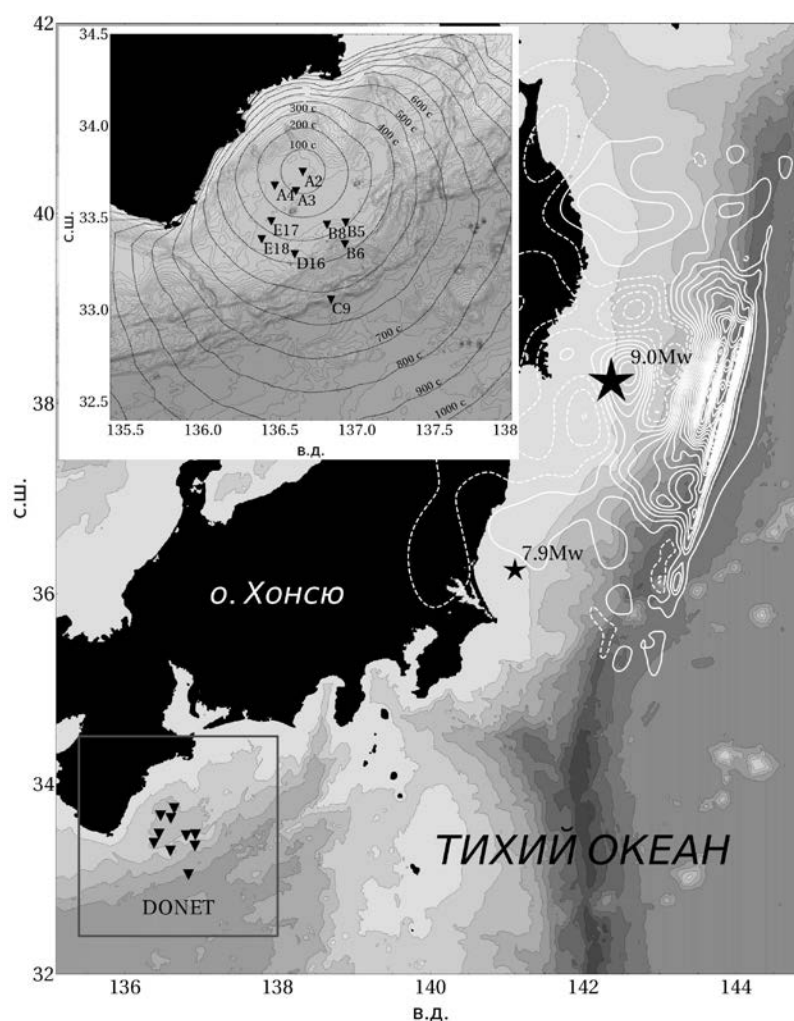 42
40
38
36
34
32
с.ш.
136
138
140
142
144
в.д.
34.5
34.0
33.5
33.0
32.5
с.ш.
135.5
136.0
136.5
137.0
137.5
138
в.д.
300 с
200 с
100 с
400 с
500 с
600 с
A2
A4
A3
E17
B8
B5
E18
B6
D16
C9
700 с
800 с
900 с
1000 с
9.0Mw
7.9Mw
о. Хонсю
ТИХИЙ ОКЕАН
DONET